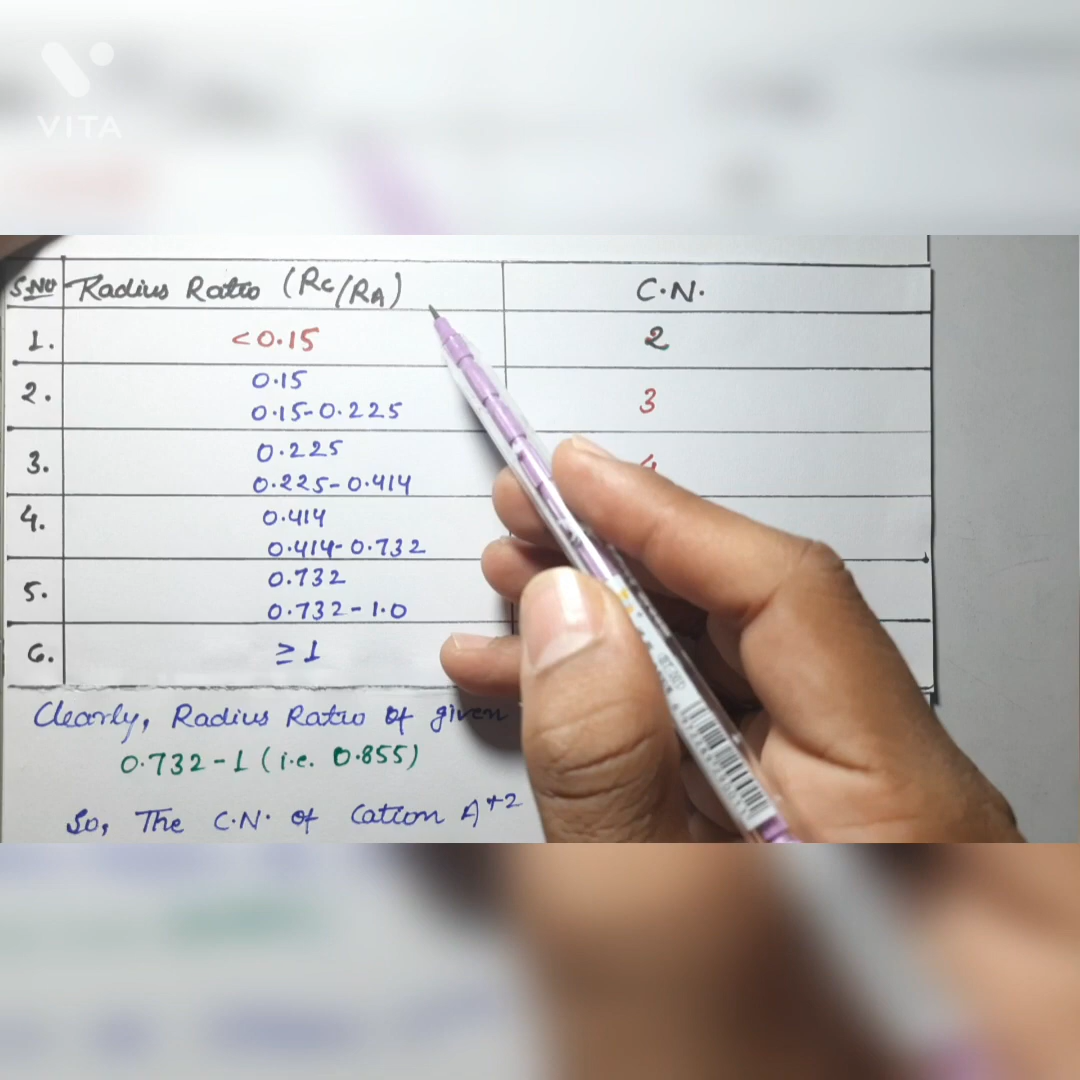 VITA
S.No Radius Ratio (Rc/RA) C.N.
1. <0.15 2
2. 0.15
0.15-0.225 3
3. 0.225
0.225-0.414
4. 0.414
0.414-0.732
5. 0.732
0.732-1.0
6. ≥1
Clearly, Radius Ratio of given
0.732-1 (i.e. 0.855)
So, The C.N. of Cation A+2